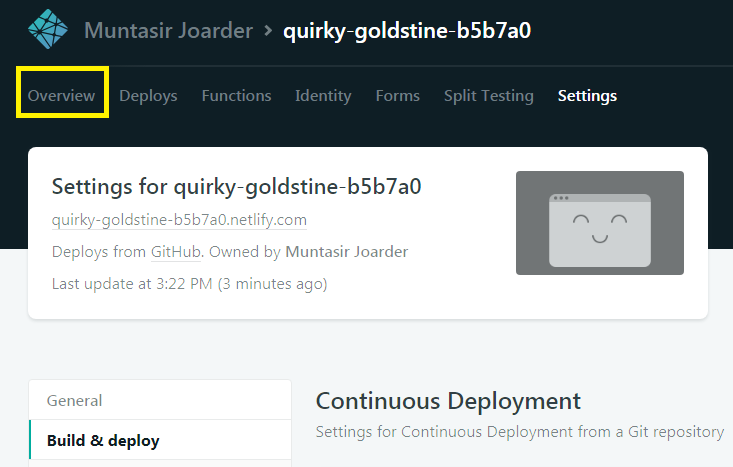 Muntasir Joarder > quirky-goldstine-b5b7a0
Overview Deploys Functions Identity Forms Split Testing Settings
Settings for quirky-goldstine-b5b7a0
quirky-goldstine-b5b7a0.netlify.com
Deploys from GitHub. Owned by Muntasir Joarder
Last update at 3:22 PM (3 minutes ago)
General
Build & deploy
Continuous Deployment
Settings for Continuous Deployment from a Git repository